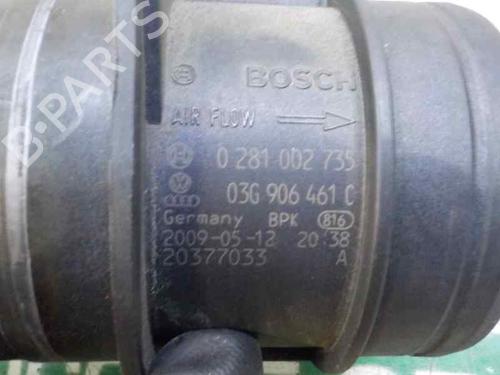 B-PARTS
BOSCH
AIR FLOW
0 281 002 735
03G 906 461 C
Germany BPK 816
2009-05-12 20:38
20377033 A